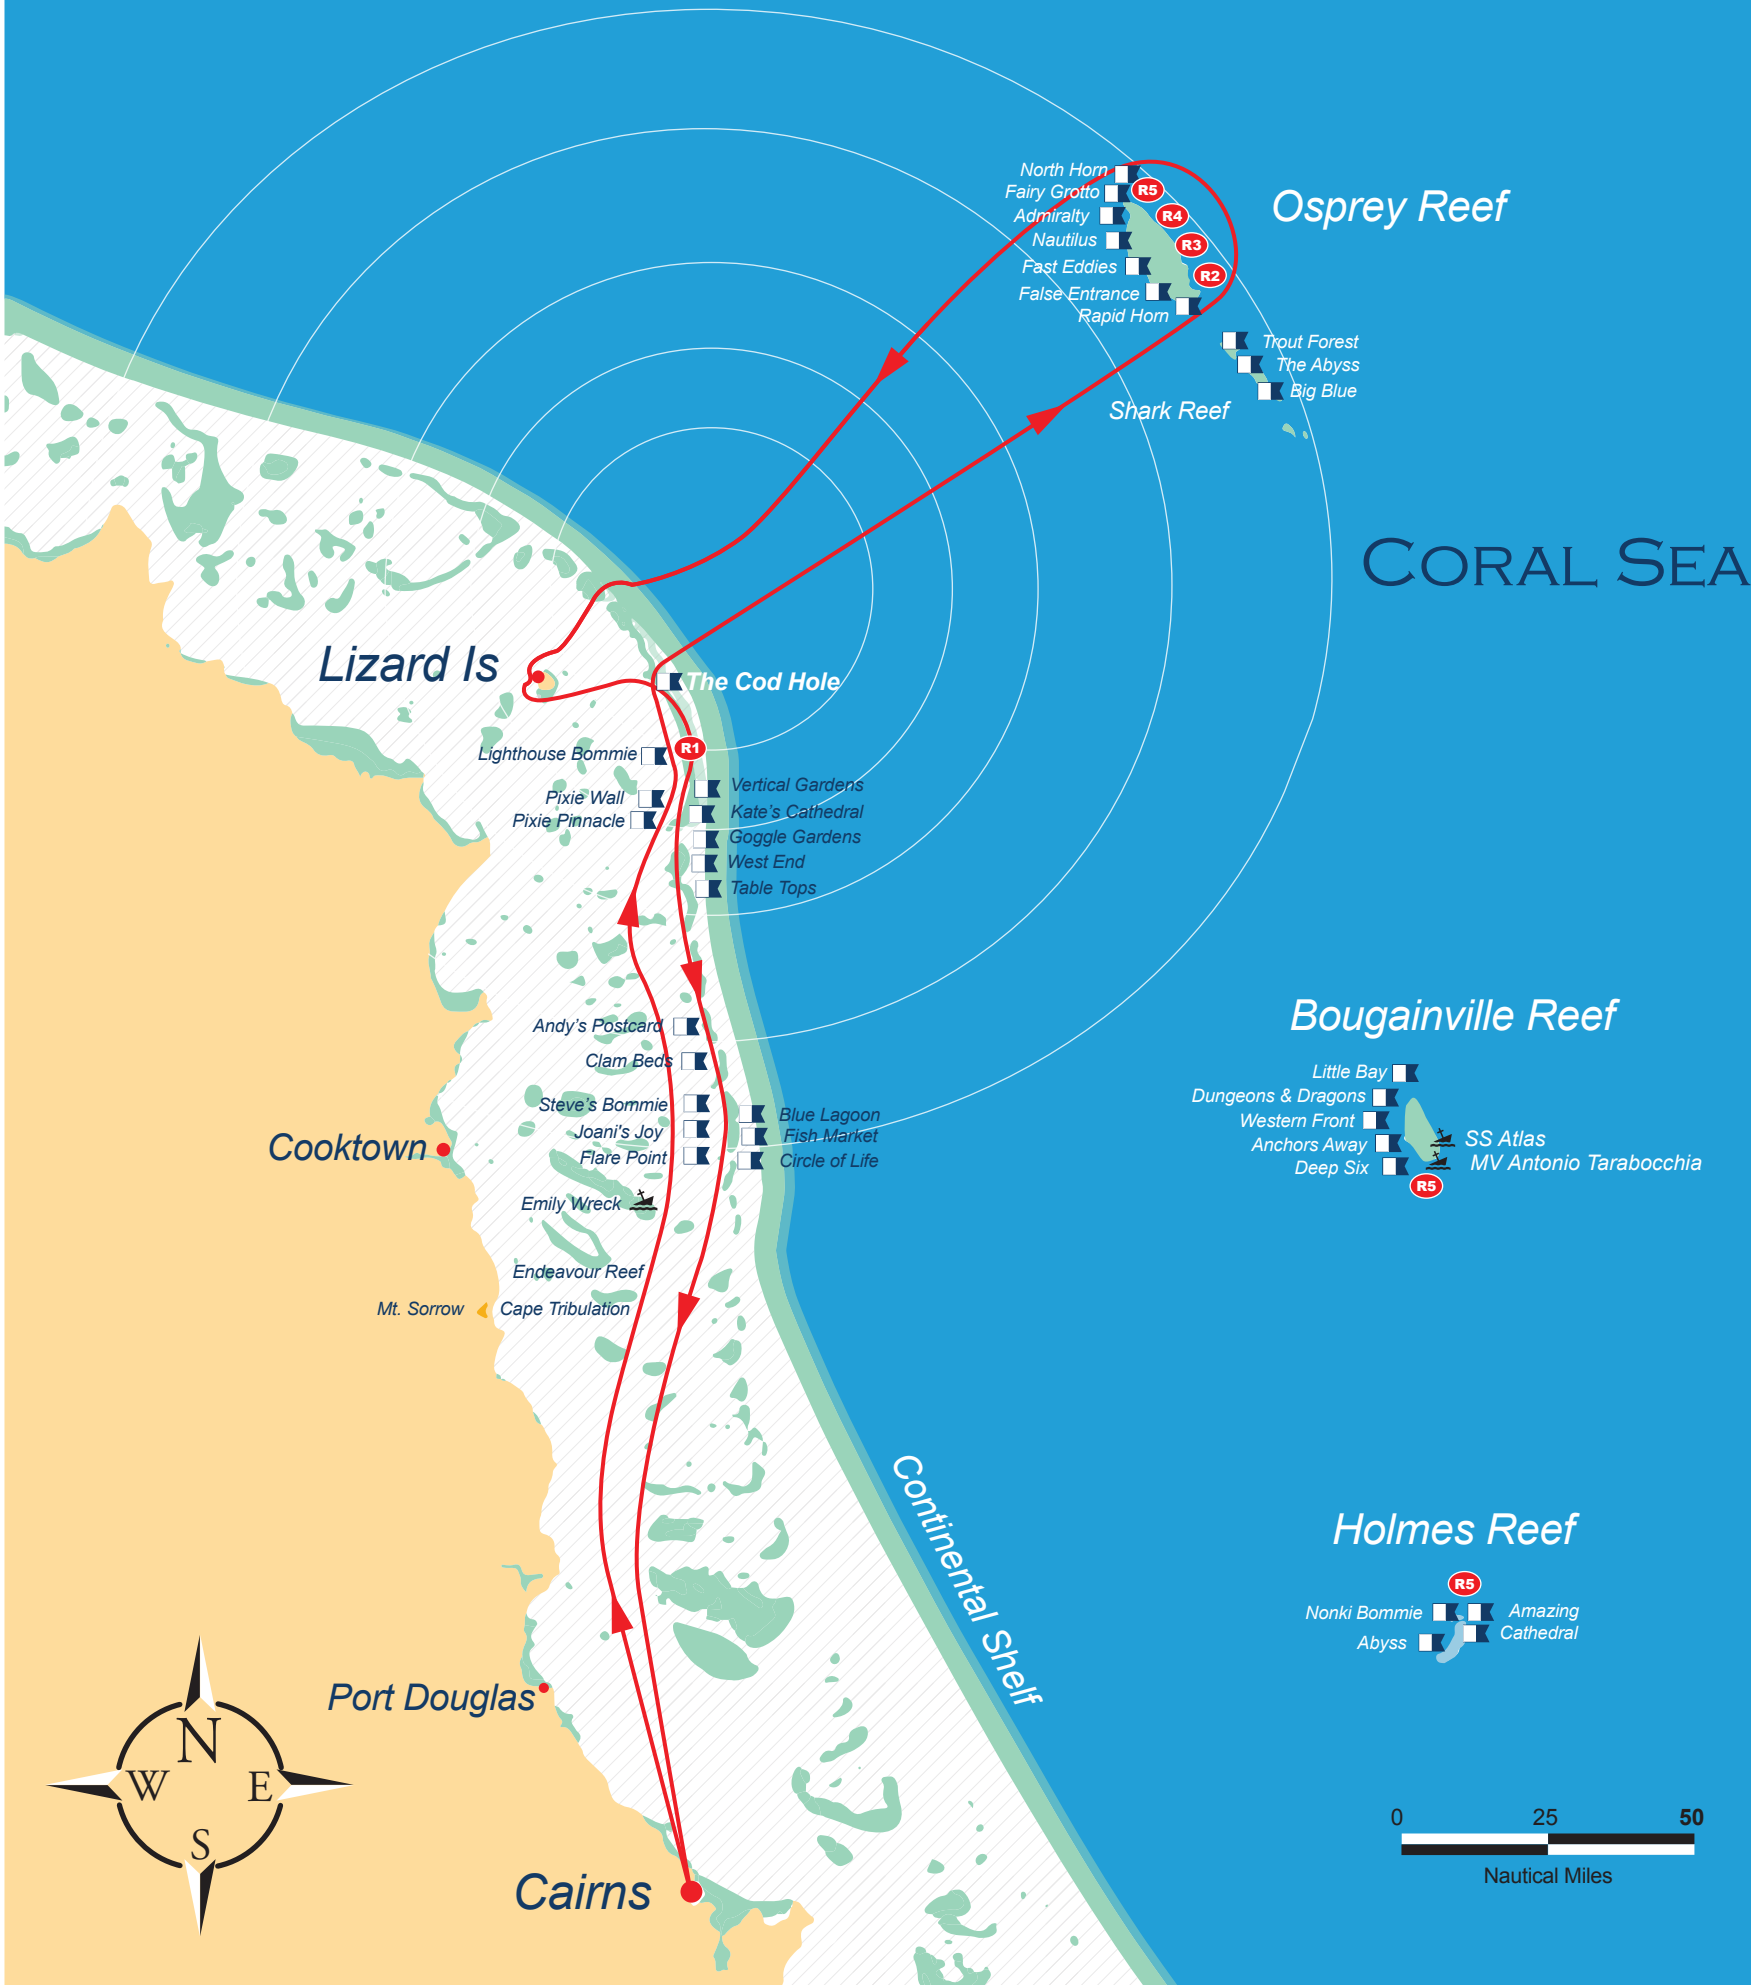 North Horn
R5
Fairy Grotto
Osprey Reef
Admiralty
R4
Nautilus
R3
Fast Eddies
R2
False Entrance
Rapid Horn
Trout Forest
The Abyss
Big Blue
Shark Reef
CORAL SEA
Lizard Is
The Cod Hole
R1
Lighthouse Bommie
Vertical Gardens
Pixie Wall
Kate's Cathedral
Pixie Pinnacle
Goggle Gardens
West End
Table Tops
Bougainville Reef
Andy's Postcard
Clam Beds
Little Bay
Dungeons & Dragons
Steve's Bommie
Blue Lagoon
Western Front
Joani's Joy
Fish Market
SS Atlas
Cooktown
Anchors Away
Flare Point
Circle of Life
MV Antonio Tarabocchia
Deep Six
R5
Emily Wreck
Endeavour Reef
Mt. Sorrow
Cape Tribulation
Continental Shelf
Holmes Reef
R5
Nonki Bommie
Amazing
Cathedral
Abyss
Port Douglas
N
W
E
S
0 25 50
Nautical Miles
Cairns